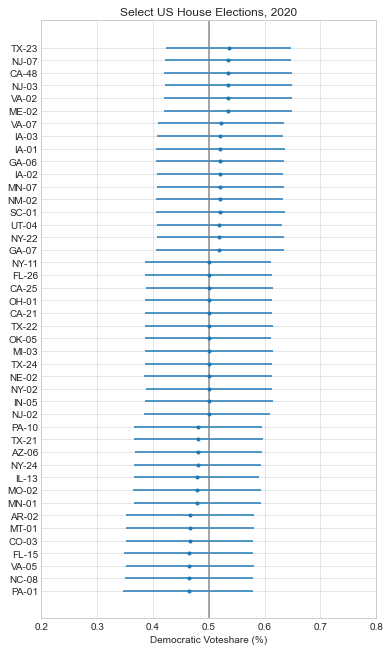 Select US House Elections, 2020
TX-23
NJ-07
CA-48
NJ-03
VA-02
ME-02
VA-07
IA-03
IA-01
GA-06
IA-02
MN-07
NM-02
SC-01
UT-04
NY-22
GA-07
NY-11
FL-26
CA-25
OH-01
CA-21
TX-22
OK-05
MI-03
TX-24
NE-02
NY-02
IN-05
NJ-02
PA-10
TX-21
AZ-06
NY-24
IL-13
MO-02
MN-01
AR-02
MT-01
CO-03
FL-15
VA-05
NC-08
PA-01
0.2 0.3 0.4 0.5 0.6 0.7 0.8
Democratic Voteshare (%)